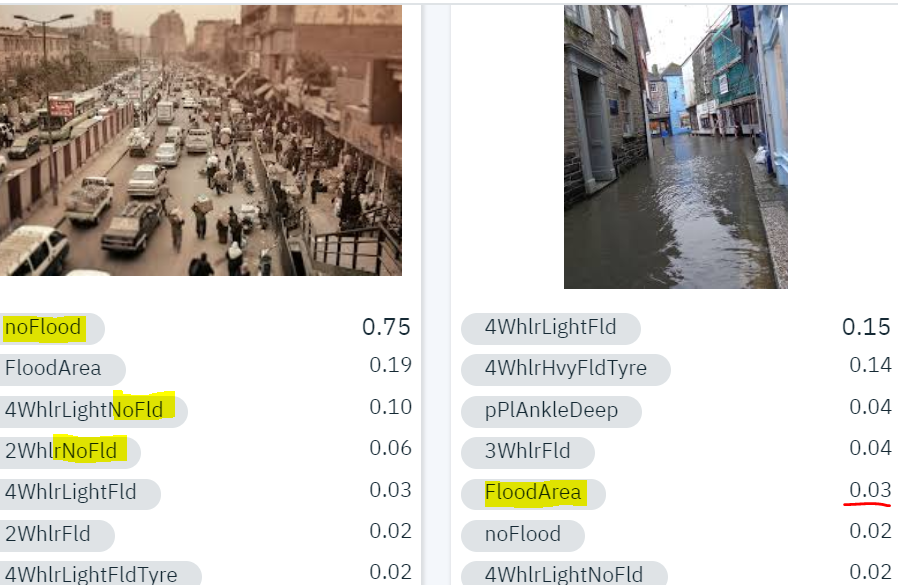 noFlood 0.75
FloodArea 0.19
4WhlrLightNoFld 0.10
2WhlrNoFld 0.06
4WhlrLightFld 0.03
2WhlrFld 0.02
4WhlrLightFldTyre 0.02
4WhlrLightFld 0.15
4WhlrHvyFldTyre 0.14
pPlAnkleDeep 0.04
3WhlrFld 0.04
FloodArea 0.03
noFlood 0.02
4WhlrLightNoFld 0.02